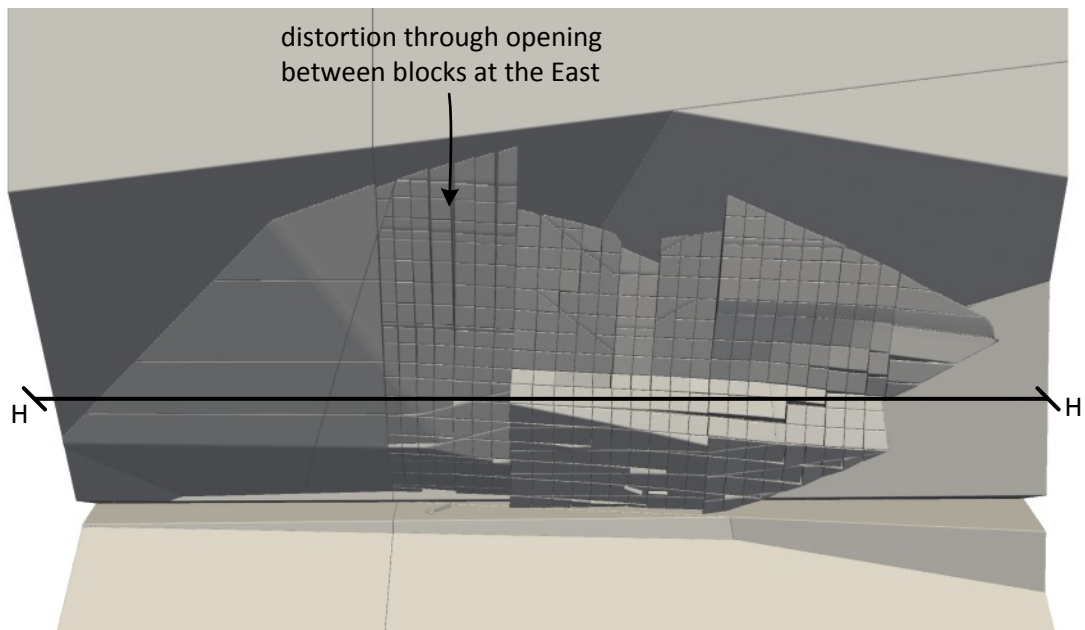 distortion through opening
between blocks at the East
H
H